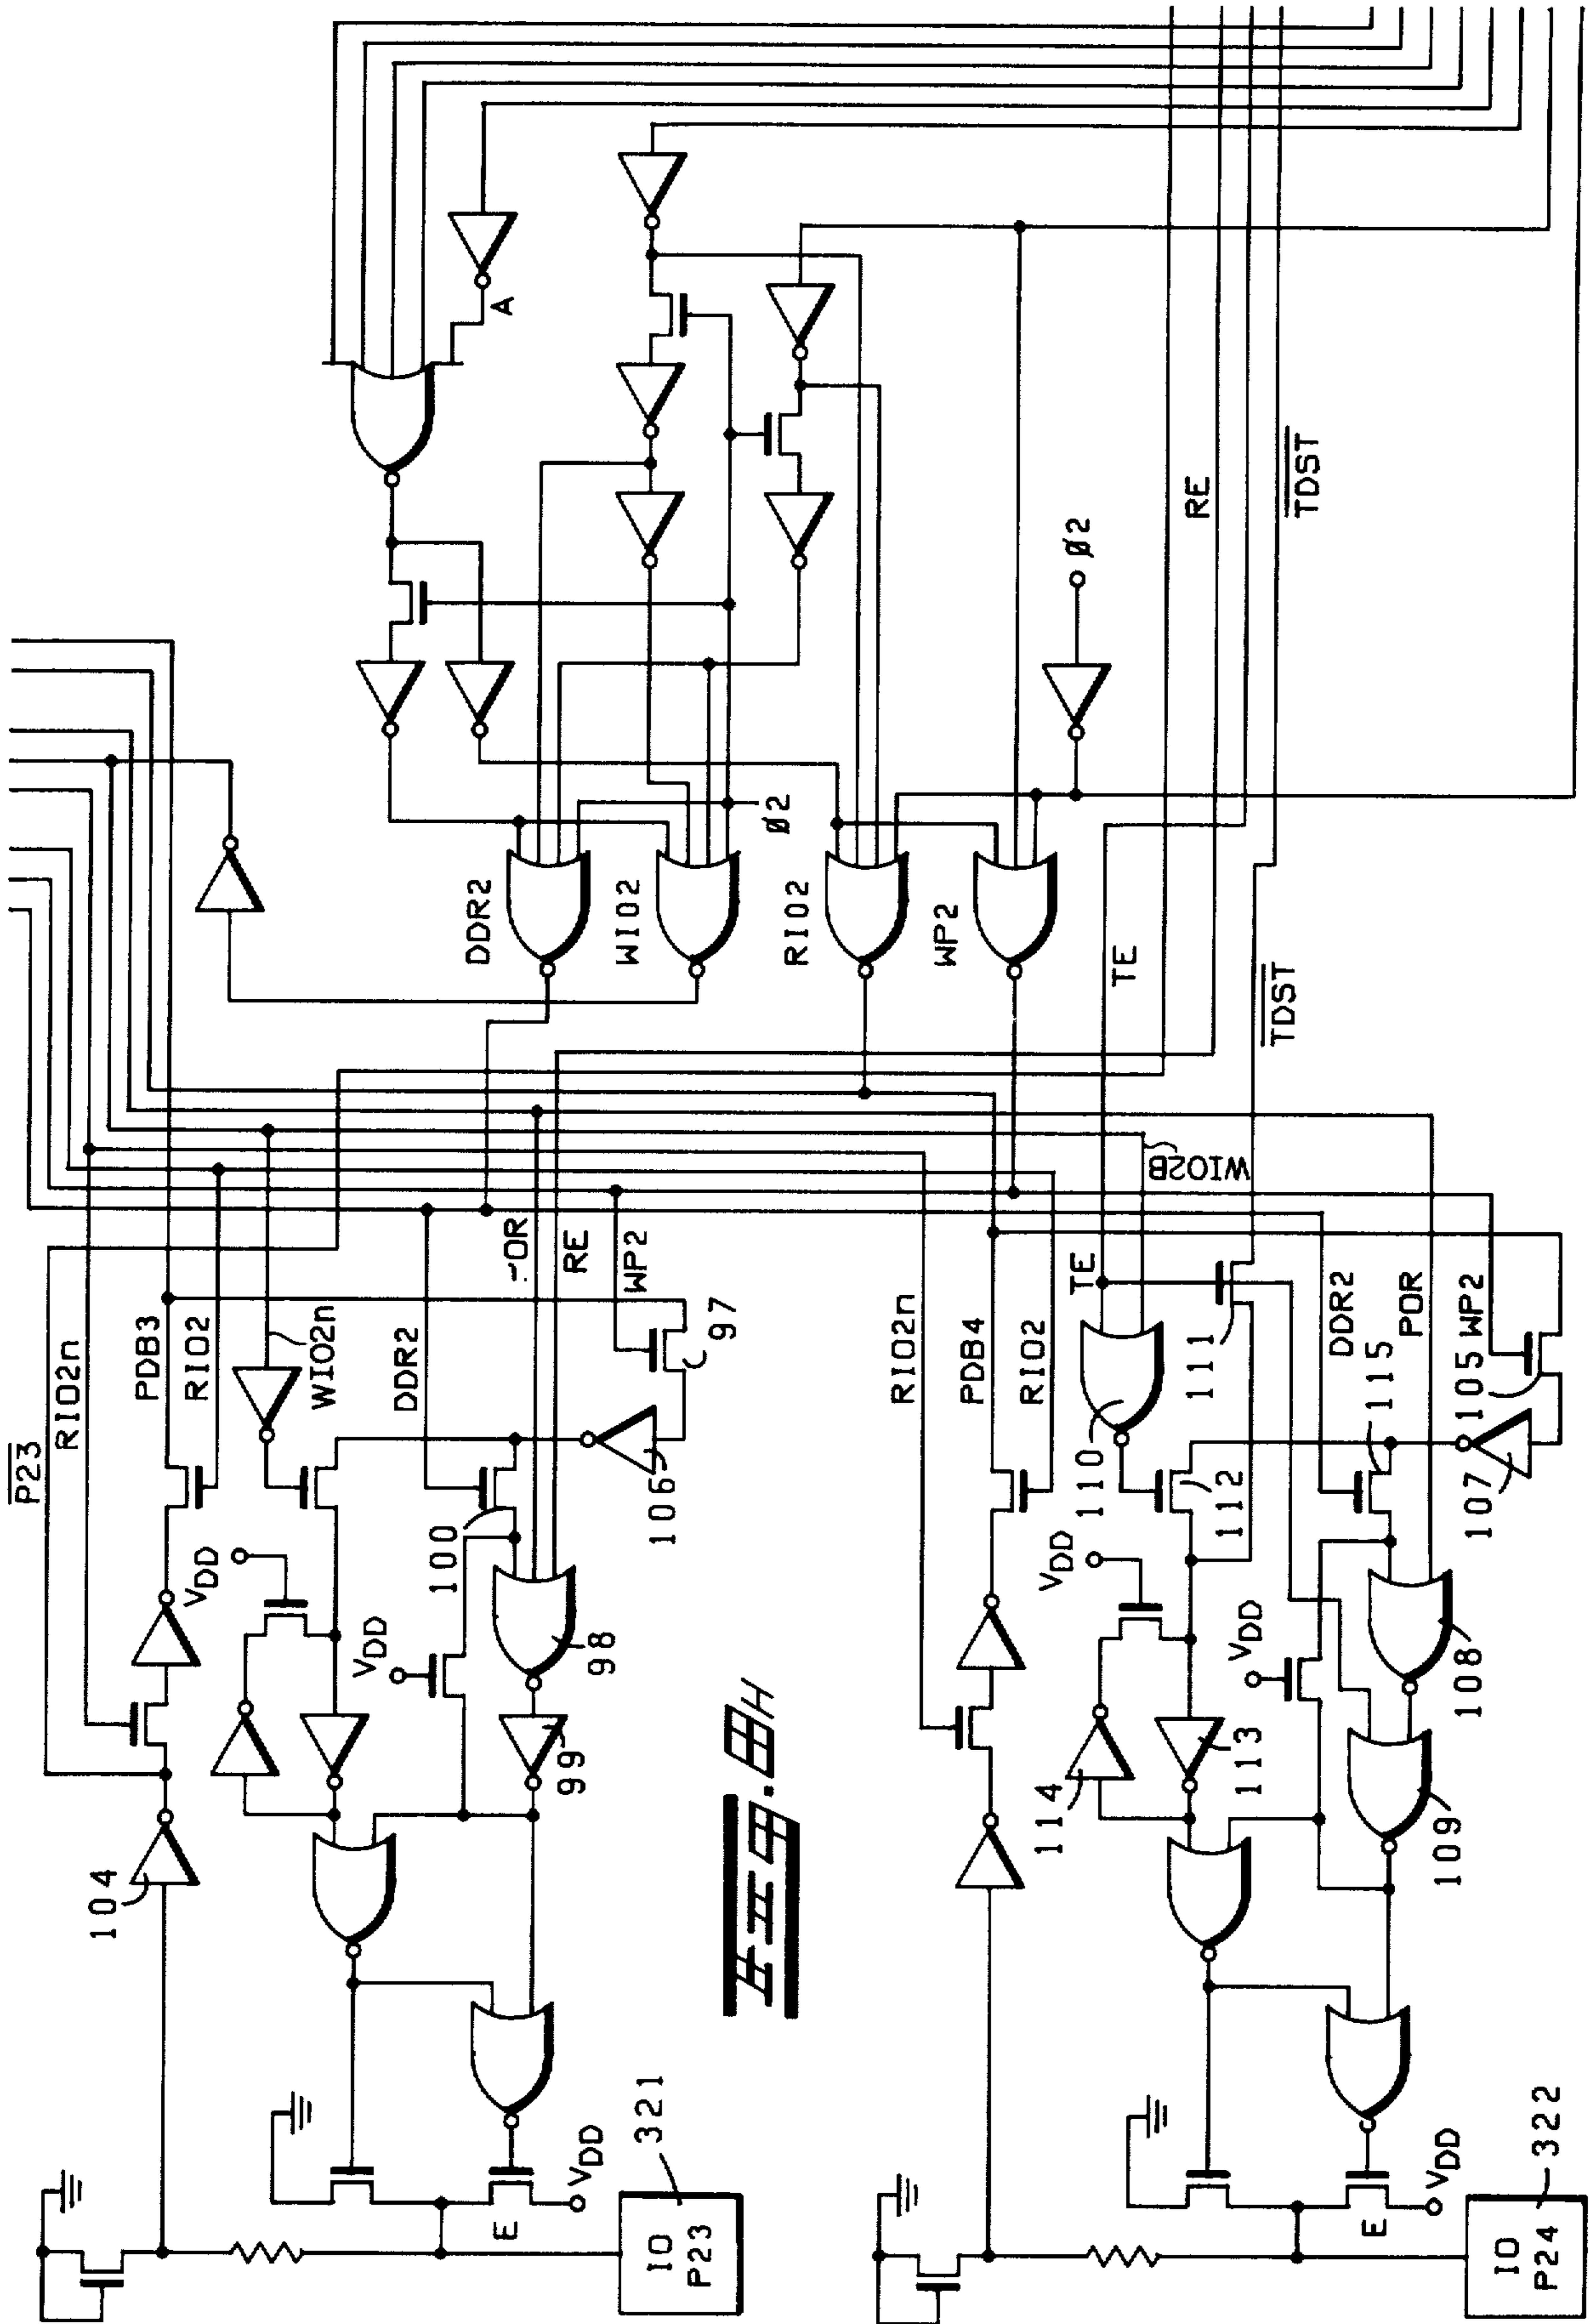 A
Ø2
Ø2
RE
TDST
DDR2
WIO2
RIO2
WP2
TE
TDST
P23
RIO2n
PDB3
RIO2
WIO2n
WIO2n
DDR2
-'OR
RE
WP2
97
100
106
VDD
VDD
98
99
104
E
VDD
IO
P23
321
FIG. 8H
RIO2n
PDB4
RIO2
WIO2B
TE
110
111
112
DDR2
POR
WP2
105
115
107
VDD
VDD
108
109
113
114
E
VDD
IO
P24
322